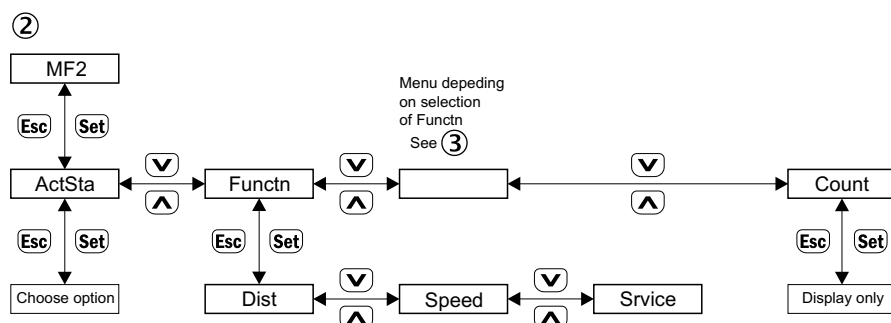 ②
MF2
Menu depeding
on selection
of Functn
See ③
Esc Set
ActSta Functn Count
Esc Set Esc Set Esc Set
Choose option Dist Speed Srvice Display only